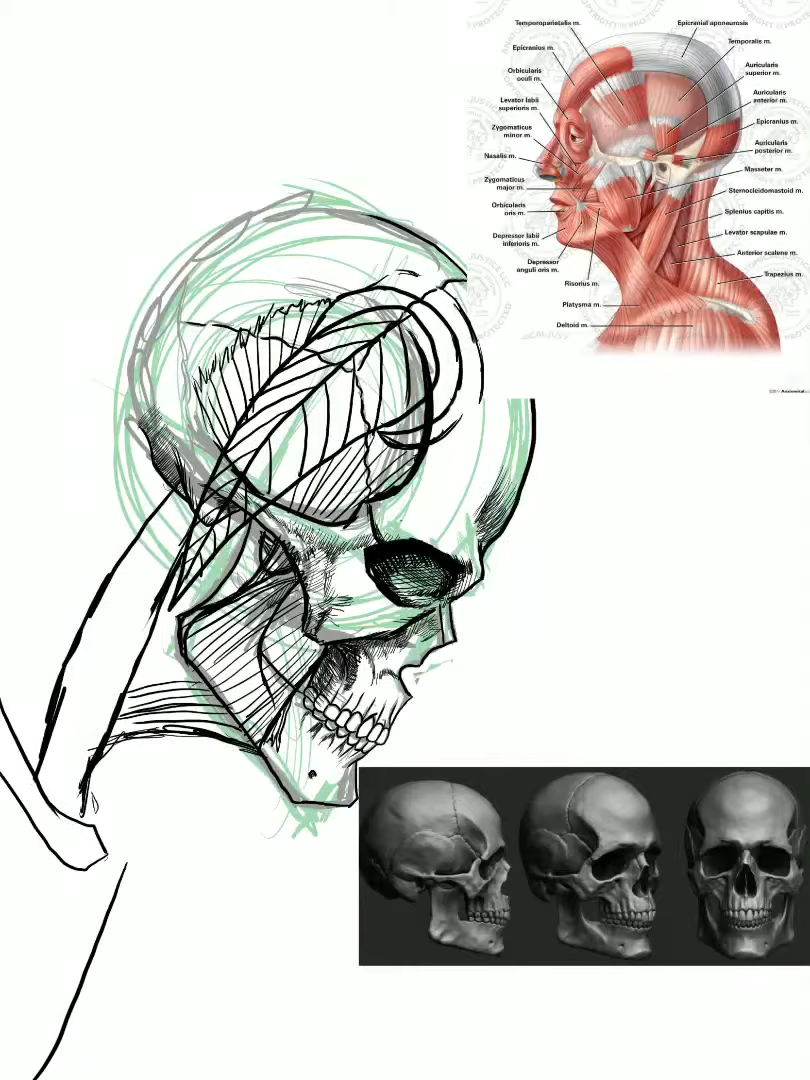 Temporoparietalis m.
Epicranial aponeurosis
Epicranius m.
Temporalis m.
Orbicularis
oculi m.
Auricularis
superior m.
Levator labii
superioris m.
Auricularis
anterior m.
Zygomaticus
minor m.
Epicranius m.
Nasalis m.
Auricularis
posterior m.
Zygomaticus
major m.
Masseter m.
Orbicularis
oris m.
Sternocleidomastoid m.
Splenius capitis m.
Depressor labii
inferioris m.
Levator scapulae m.
Depressor
anguli oris m.
Anterior scalene m.
Risorius m.
Trapezius m.
Platysma m.
Deltoid m.